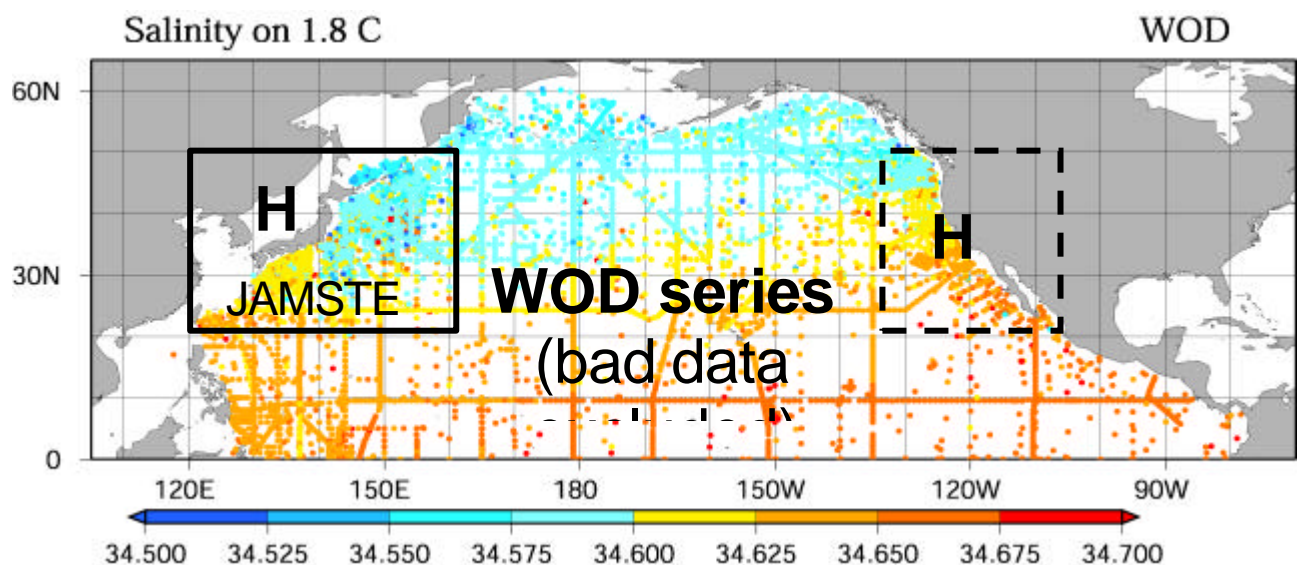 Salinity on 1.8 C WOD
60N
H
H
30N
JAMSTE
WOD series
(bad data
0
120E 150E 180 150W 120W 90W
34.500 34.525 34.550 34.575 34.600 34.625 34.650 34.675 34.700